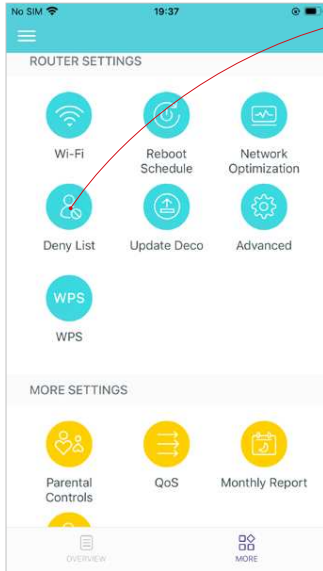 No SIM 19:37
ROUTER SETTINGS
Wi-Fi
Reboot
Schedule
Network
Optimization
Deny List
Update Deco
Advanced
WPS
WPS
MORE SETTINGS
Parental
Controls
QoS
Monthly Report
OVERVIEW
MORE